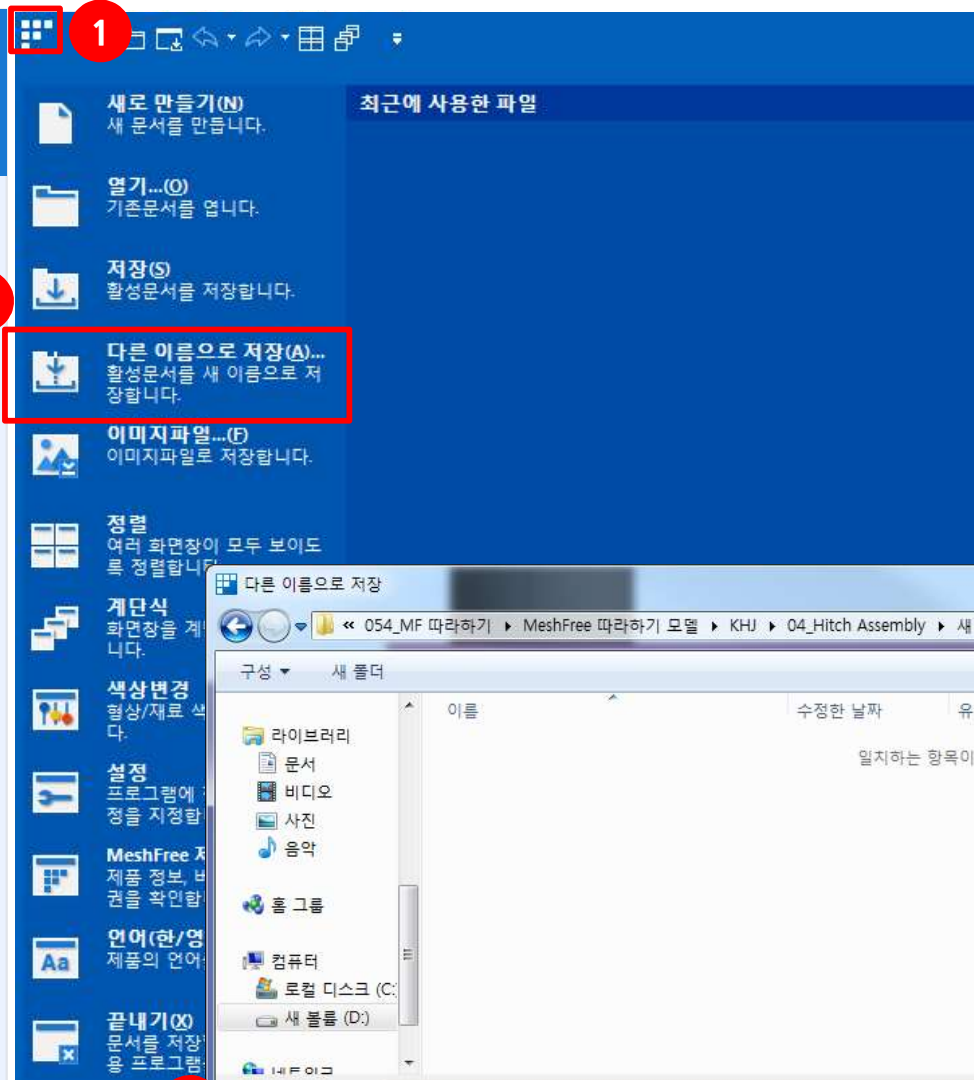 1
새로 만들기(N)
새 문서를 만듭니다.
최근에 사용한 파일
열기...(O)
기존문서를 엽니다.
저장(S)
활성문서를 저장합니다.
다른 이름으로 저장(A)...
활성문서를 새 이름으로 저
장합니다.
이미지파일...(F)
이미지파일로 저장합니다.
정렬
여러 화면창이 모두 보이도
록 정렬합니다
계단식
화면창을 계
니다.
색상변경
형상/재료 색
다.
설정
프로그램에
정을 지정합
MeshFree
제품 정보, 버
권을 확인합
언어(한/영
제품의 언어
Aa
끝내기(X)
문서를 저장
용 프로그램
다른 이름으로 저장
« 054_MF 따라하기 ▸ MeshFree 따라하기 모델 ▸ KHJ ▸ 04_Hitch Assembly ▸ 새
구성 ▾ 새 폴더
이름 수정한 날짜 유
일치하는 항목이
라이브러리
문서
비디오
사진
음악
홈 그룹
컴퓨터
로컬 디스크 (C:
새 볼륨 (D:)
네트워크